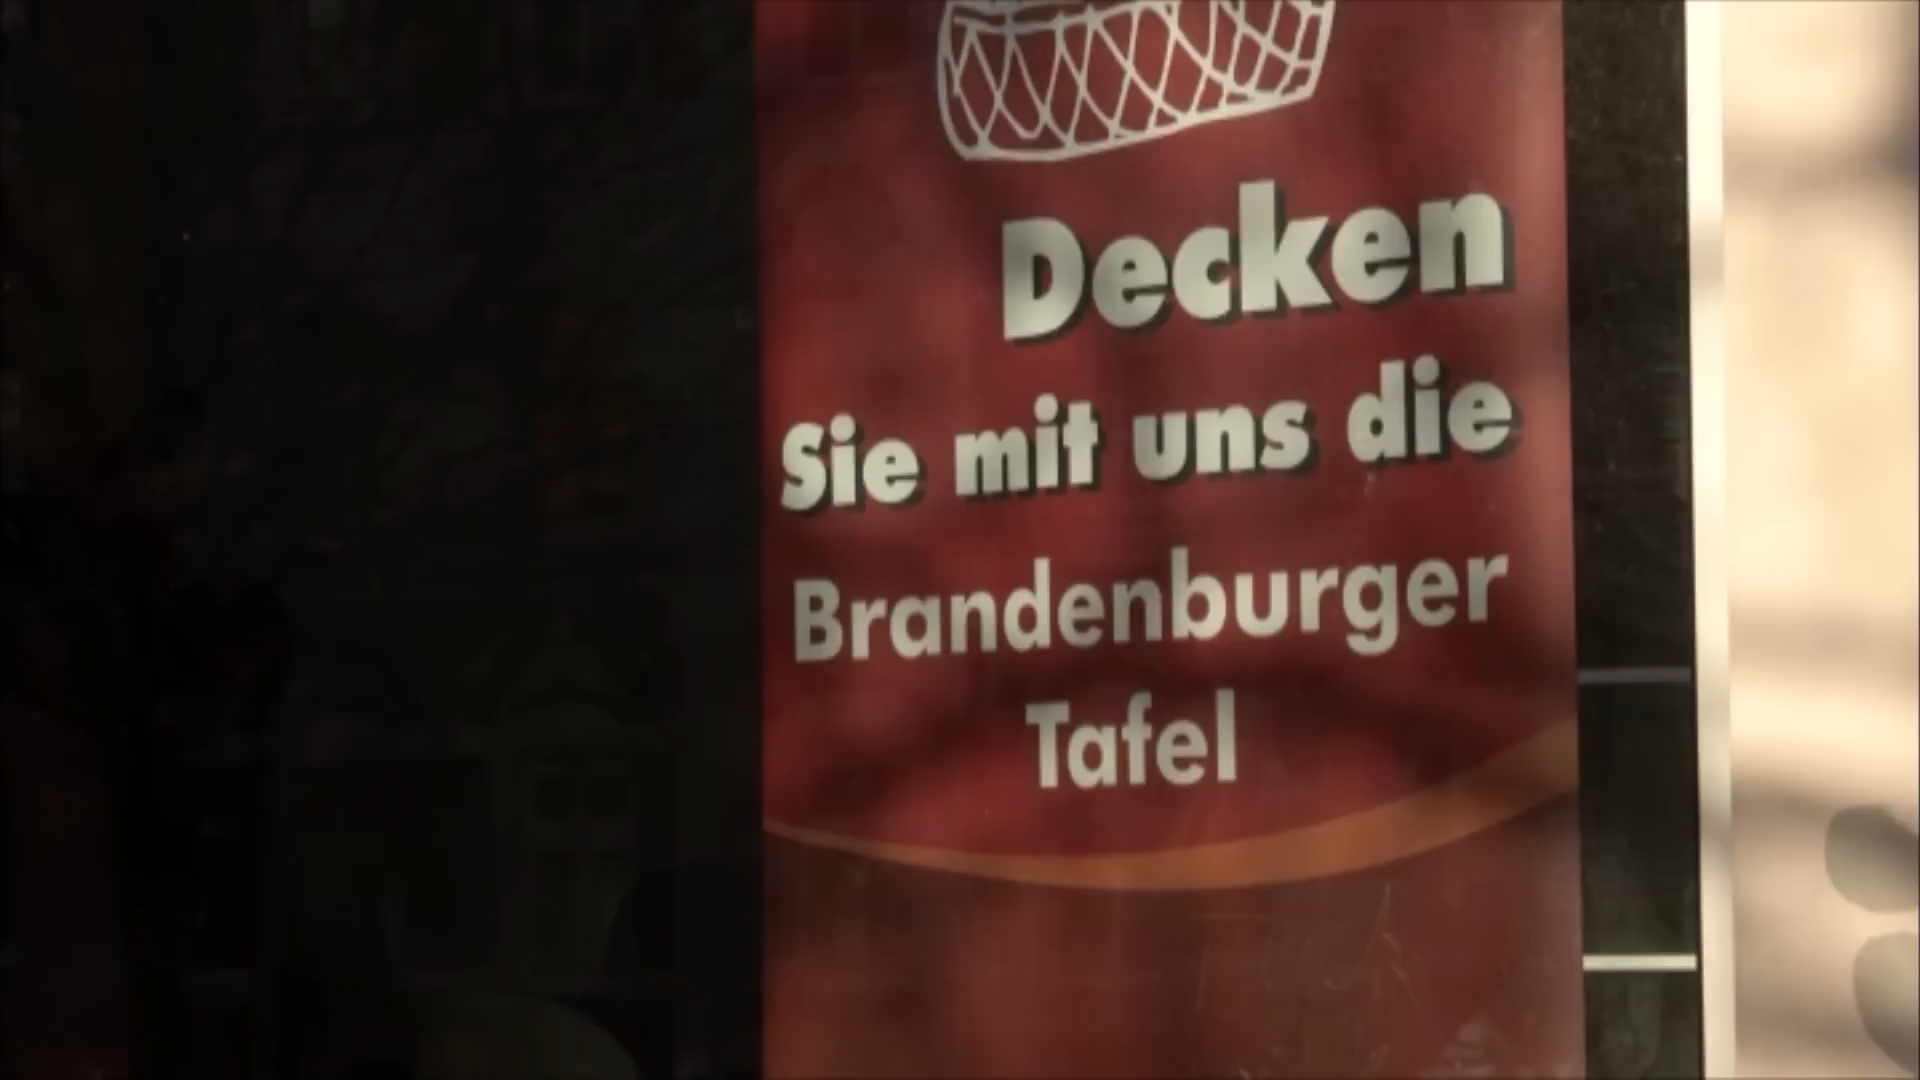 Decken
Sie mit uns die
Brandenburger
Tafel